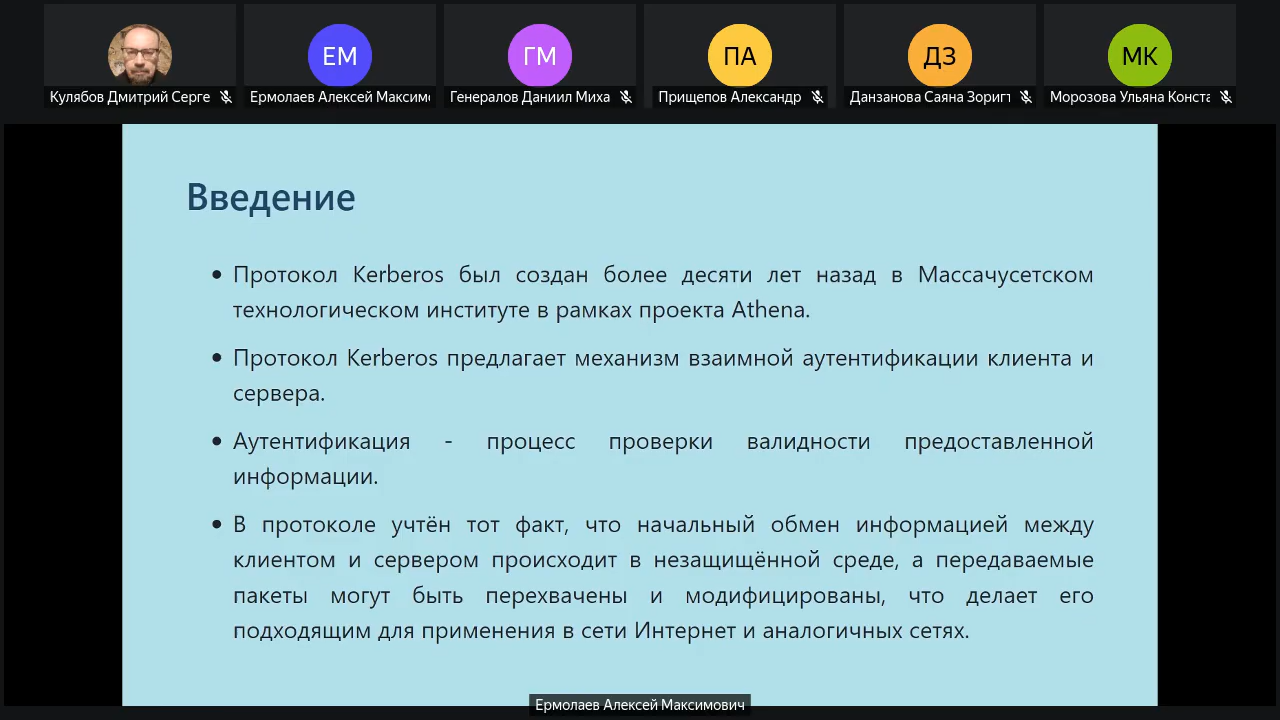 ЕМ
ГМ
ПА
ДЗ
МК
Кулябов Дмитрий Серге
Ермолаев Алексей Максим
Генералов Даниил Миха
Прищепов Александр
Данзанова Саяна Зориг
Морозова Ульяна Конста
Введение
• Протокол Kerberos был создан более десяти лет назад в Массачусетском
технологическом институте в рамках проекта Athena.
• Протокол Kerberos предлагает механизм взаимной аутентификации клиента и
сервера.
• Аутентификация - процесс проверки валидности предоставленной
информации.
• В протоколе учтён тот факт, что начальный обмен информацией между
клиентом и сервером происходит в незащищённой среде, а передаваемые
пакеты могут быть перехвачены и модифицированы, что делает его
подходящим для применения в сети Интернет и аналогичных сетях.
Ермолаев Алексей Максимович